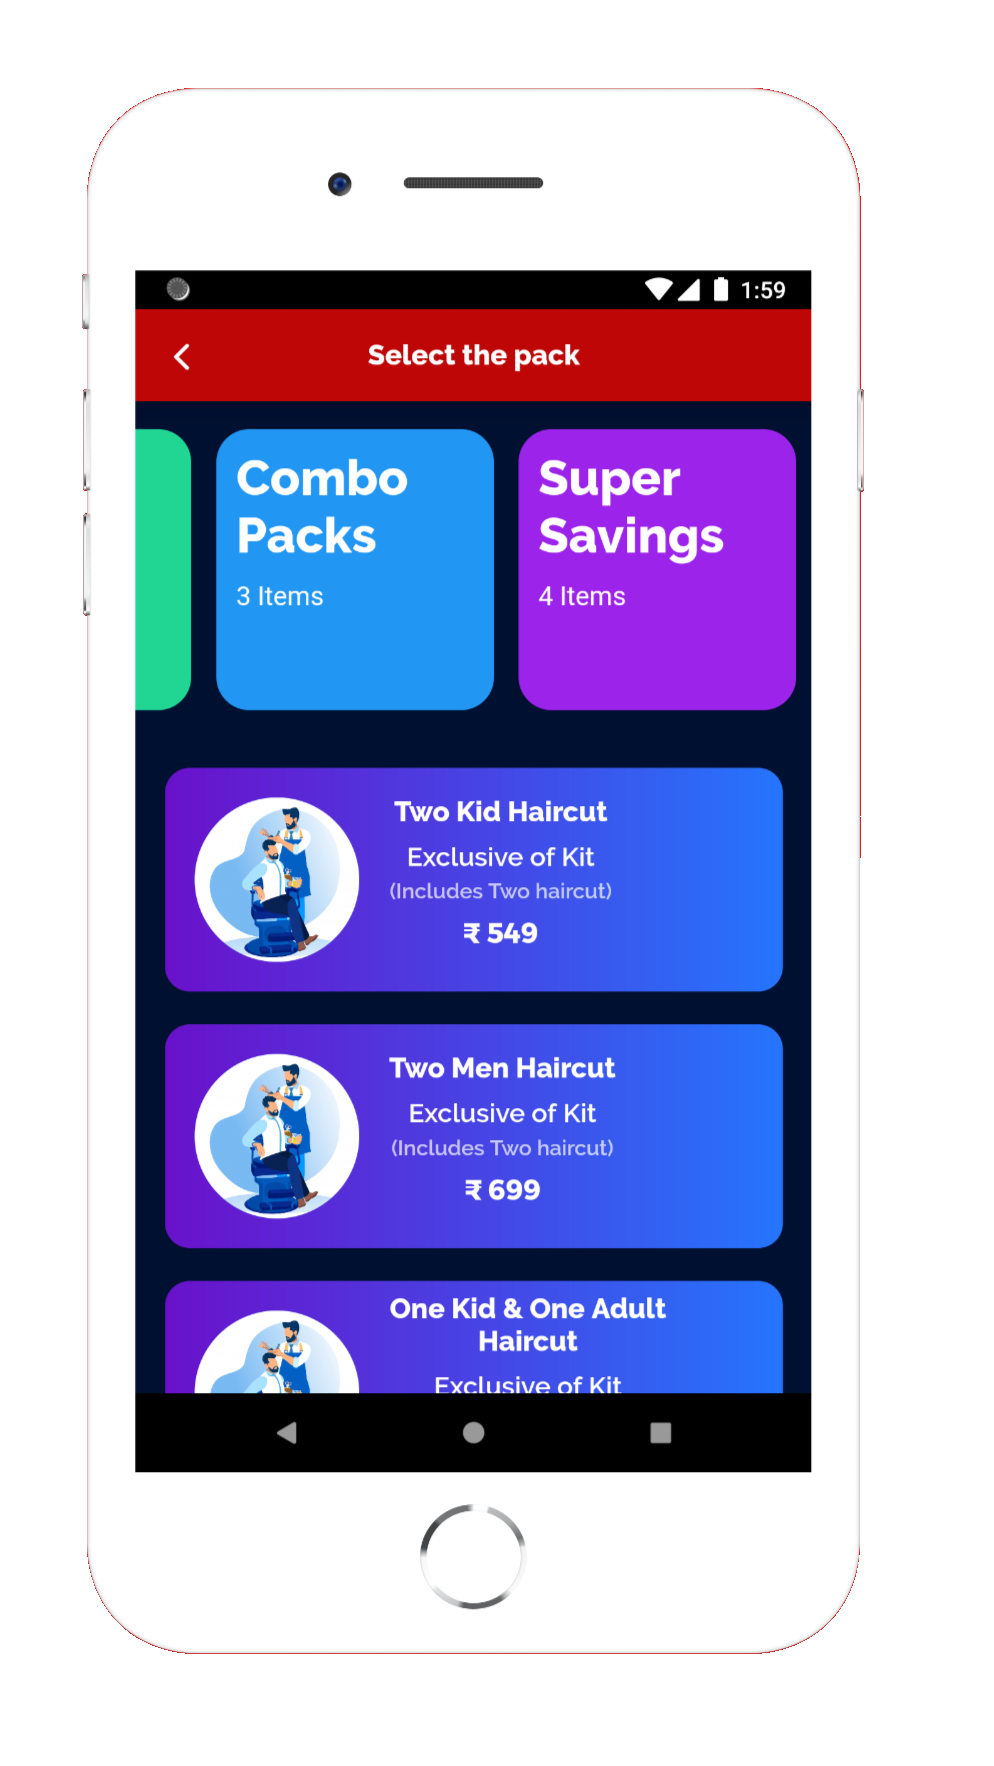 1:59
Select the pack
Combo
Packs
3 Items
Super
Savings
4 Items
Two Kid Haircut
Exclusive of Kit
(Includes Two haircut)
₹ 549
Two Men Haircut
Exclusive of Kit
(Includes Two haircut)
₹ 699
One Kid & One Adult
Haircut
Exclusive of Kit